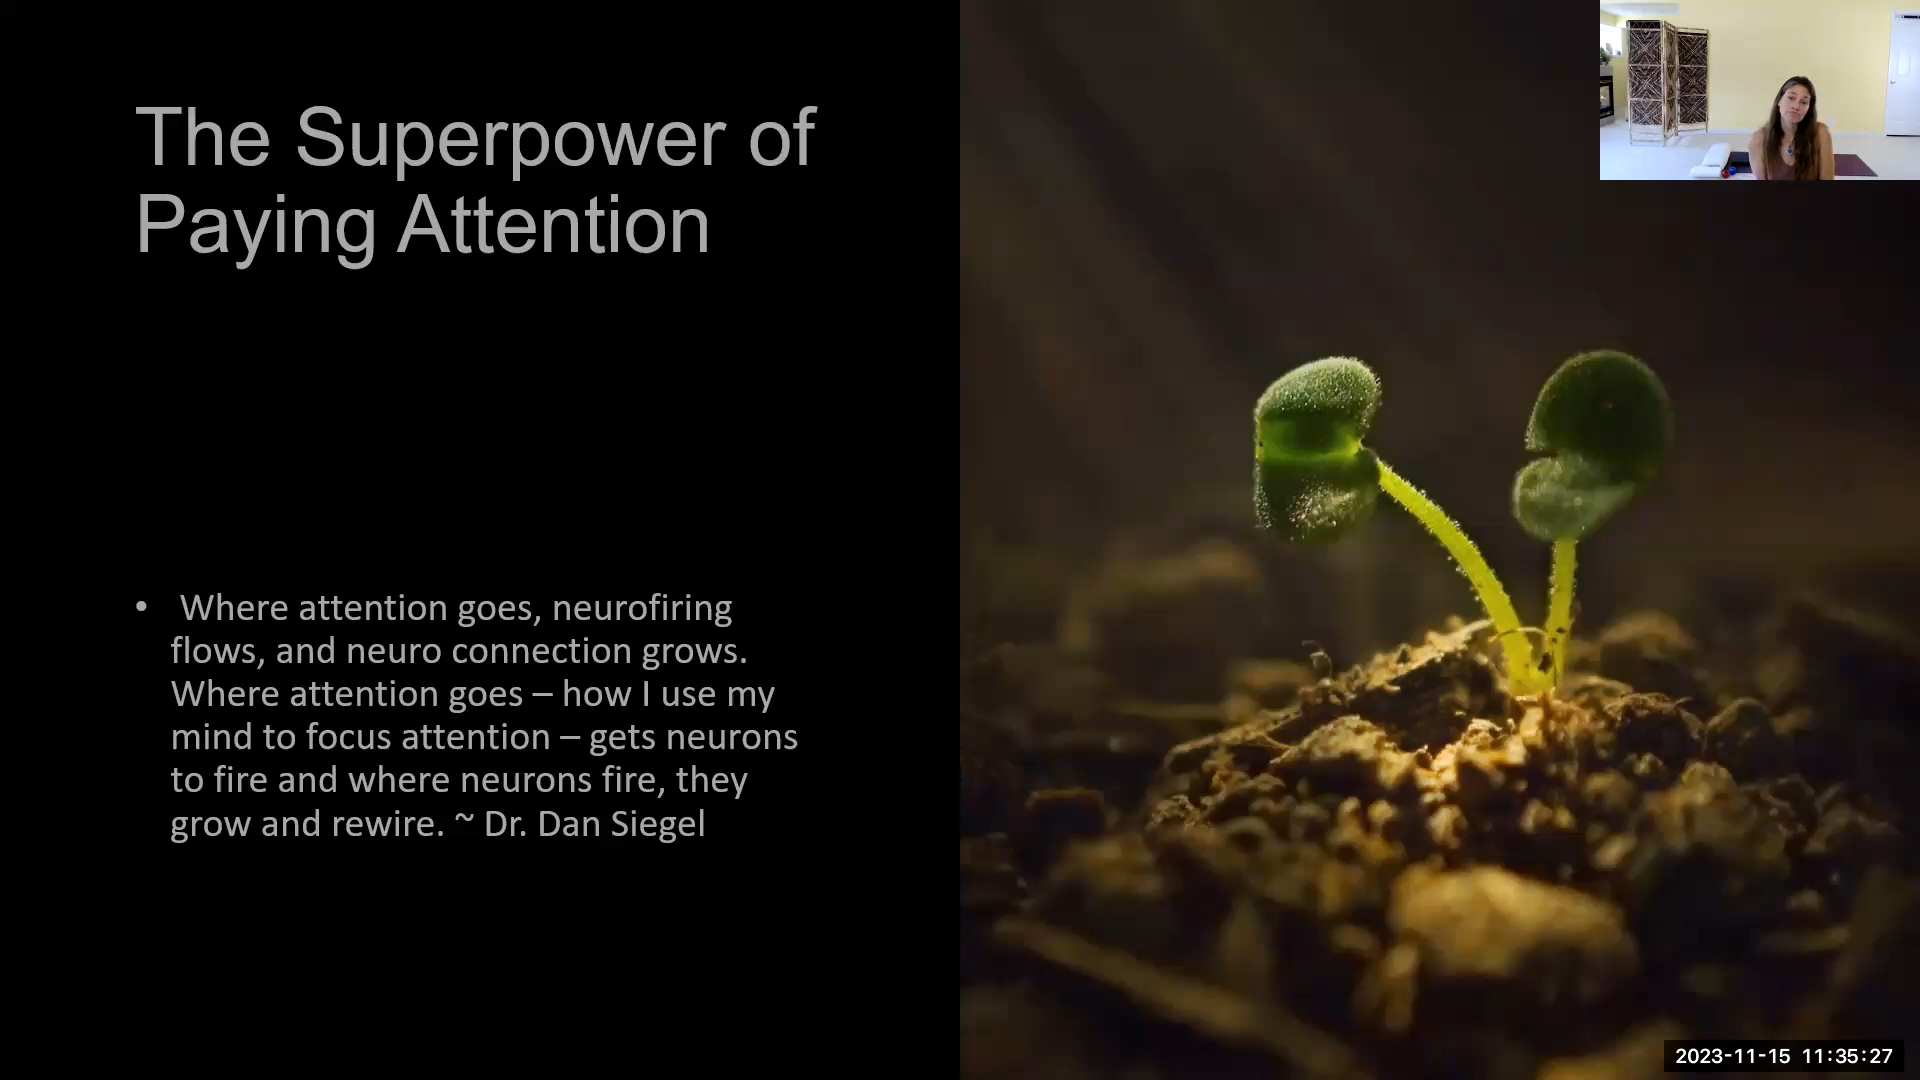 The Superpower of
Paying Attention
• Where attention goes, neurofiring
flows, and neuro connection grows.
Where attention goes – how I use my
mind to focus attention – gets neurons
to fire and where neurons fire, they
grow and rewire. ~ Dr. Dan Siegel
2023-11-15 11:35:27